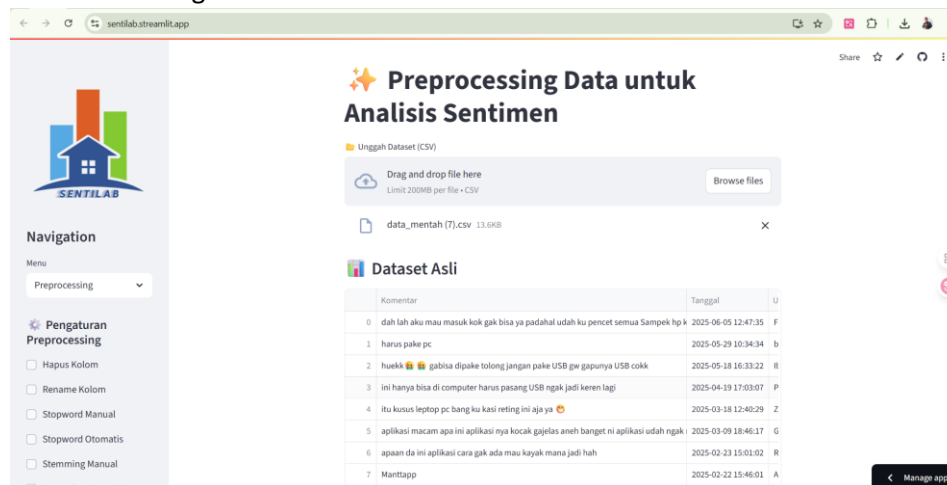 sentilab.streamlit.app
Share
SENTILAB
Navigation
Menu
Preprocessing
⚙️ Pengaturan
Preprocessing
Hapus Kolom
Rename Kolom
Stopword Manual
Stopword Otomatis
Stemming Manual
✨ Preprocessing Data untuk
Analisis Sentimen
📁 Unggah Dataset (CSV)
Drag and drop file here
Limit 200MB per file • CSV
Browse files
data_mentah (7).csv 13.6KB
📊 Dataset Asli
Komentar Tanggal U
0 dah lah aku mau masuk kok gak bisa ya padahal udah ku pencet semua Sampek hp k 2025-06-05 12:47:35 F
1 harus pake pc 2025-05-29 10:34:34 b
2 huekk🤮🤮 gabisa dipake tolong jangan pake USB gw gapunya USB cokk 2025-05-18 16:33:22
3 ini hanya bisa di computer harus pasang USB ngak jadi keren lagi 2025-04-19 17:03:07 P
4 itu kusus leptop pc bang ku kasi reting ini aja ya 2025-03-18 12:40:29 Z
5 aplikasi macam apa ini aplikasi nya kocak gajelas aneh banget ni aplikasi udah ngak 2025-03-09 18:46:17 G
6 apaan da ini aplikasi cara gak ada mau kayak mana jadi hah 2025-02-23 15:01:02 R
7 Manttapp 2025-02-22 15:46:01 A
Manage app